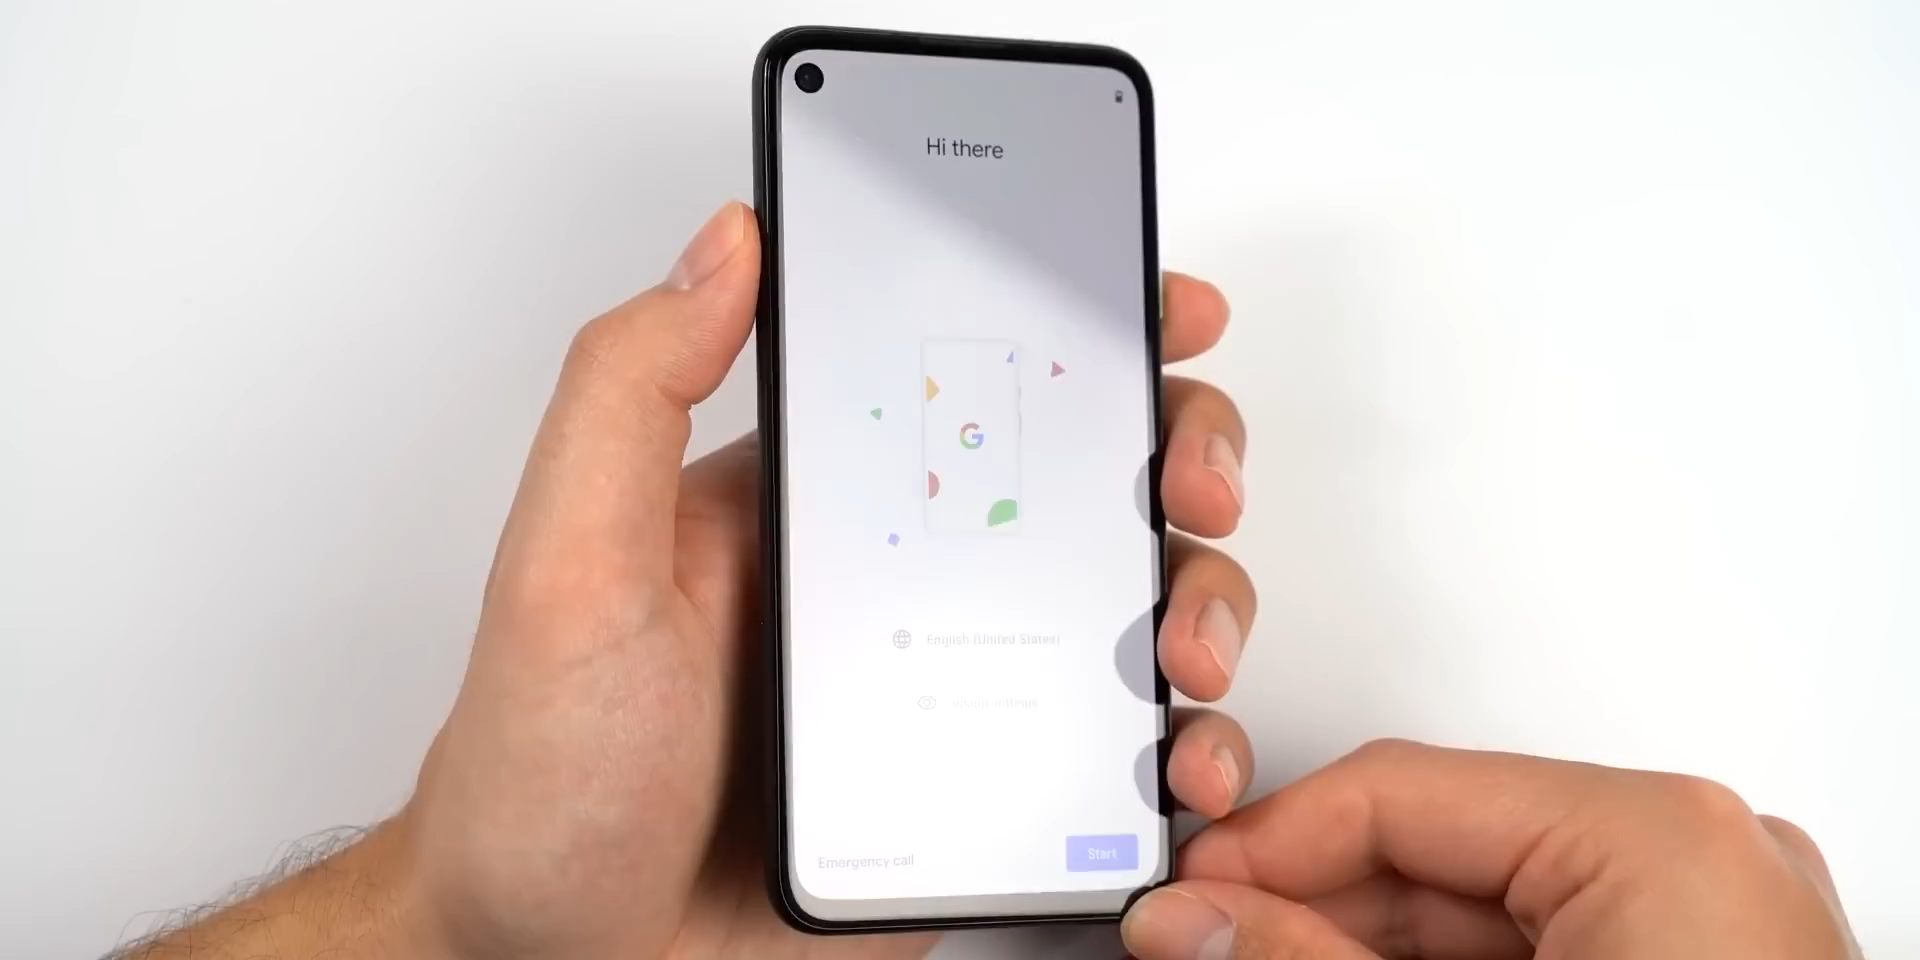 Hi there
G
English (United States)
Emergency call
Start